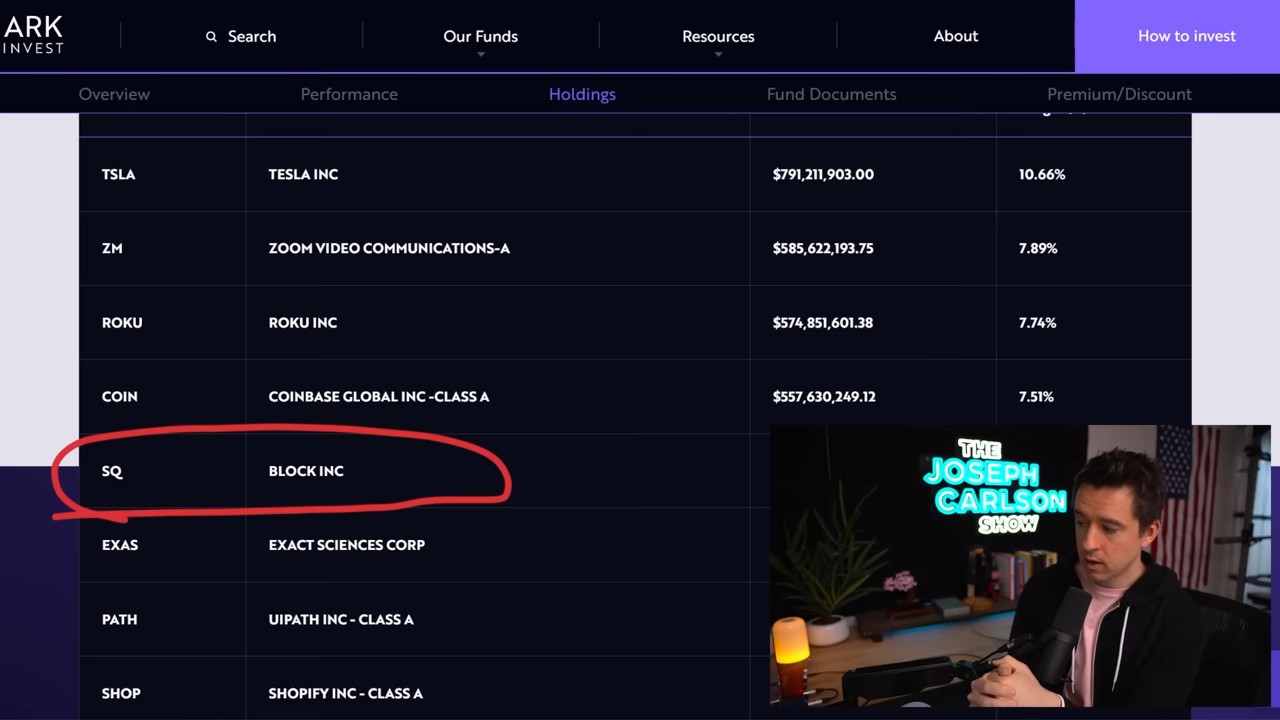 ARK
INVEST
Search
Our Funds
Resources
About
How to invest
Overview
Performance
Holdings
Fund Documents
Premium/Discount
TSLA TESLA INC $791,211,903.00 10.66%
ZM ZOOM VIDEO COMMUNICATIONS-A $585,622,193.75 7.89%
ROKU ROKU INC $574,851,601.38 7.74%
COIN COINBASE GLOBAL INC -CLASS A $557,630,249.12 7.51%
SQ BLOCK INC
EXAS EXACT SCIENCES CORP
PATH UIPATH INC - CLASS A
SHOP SHOPIFY INC - CLASS A
THE
JOSEPH
CARLSON
SHOW